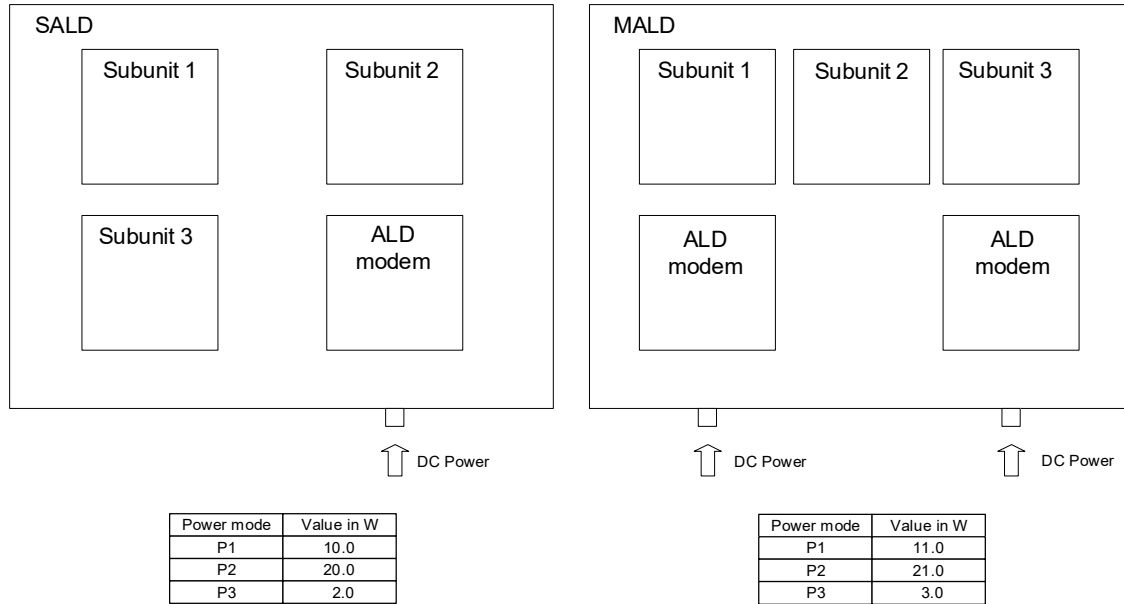 SALD
Subunit 1
Subunit 2
Subunit 3
ALD
modem
DC Power
Power mode Value in W
P1 10.0
P2 20.0
P3 2.0
MALD
Subunit 1
Subunit 2
Subunit 3
ALD
modem
ALD
modem
DC Power
DC Power
Power mode Value in W
P1 11.0
P2 21.0
P3 3.0